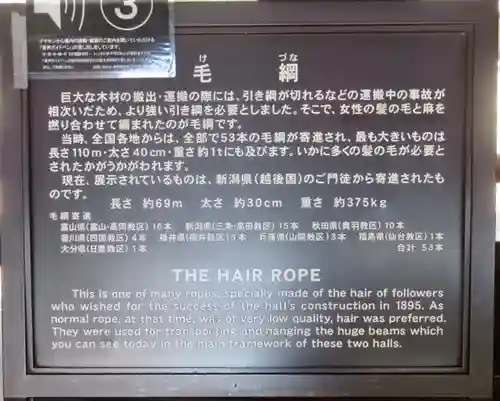 3
け づな
毛 綱
巨大な木材の搬出・運搬の際には、引き綱が切れるなどの運搬中の事故が
相次いだため、より強い引き綱を必要としました。そこで、女性の髪の毛と麻を
撚り合わせて編まれたのが毛綱です。
当時、全国各地からは、全部で53本の毛綱が寄進され、最も大きいものは
長さ110m・太さ40cm・重さ約1tにも及びます。いかに多くの髪の毛が必要と
されたかがうかがわれます。
現在、展示されているものは、新潟県(越後国)のご門徒から寄進されたも
のです。
長さ 約69m 太さ 約30cm 重さ 約375kg
毛綱寄進
富山県(富山・高岡教区)16本 新潟県(三条・高田教区)15本 秋田県(奥羽教区)10本
香川県(四国教区)4本 福井県(福井教区) 兵庫県(山陽教区)3本 福島県(仙台教区)1本
大分県(日豊教区)1本 合計 53本
THE HAIR ROPE
This is one of many ropes, specially made of the hair of followers
who wished for the success of the hall's construction in 1895. As
normal rope, at that time, was of very low quality, hair was preferred.
They were used for transporting and hanging the huge beams which
you can see today in the main framework of these two halls.